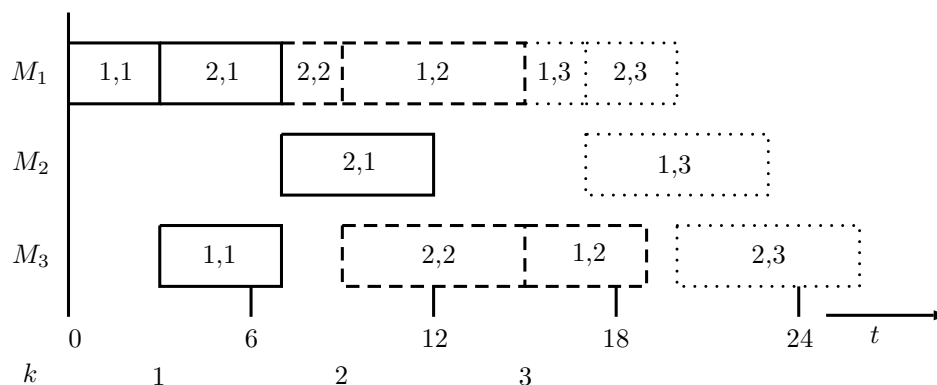 M₁ 1,1 2,1 2,2 1,2 1,3 2,3
M₂ 2,1 1,3
M₃ 1,1 2,2 1,2 2,3
0 6 12 18 24 t
k 1 2 3